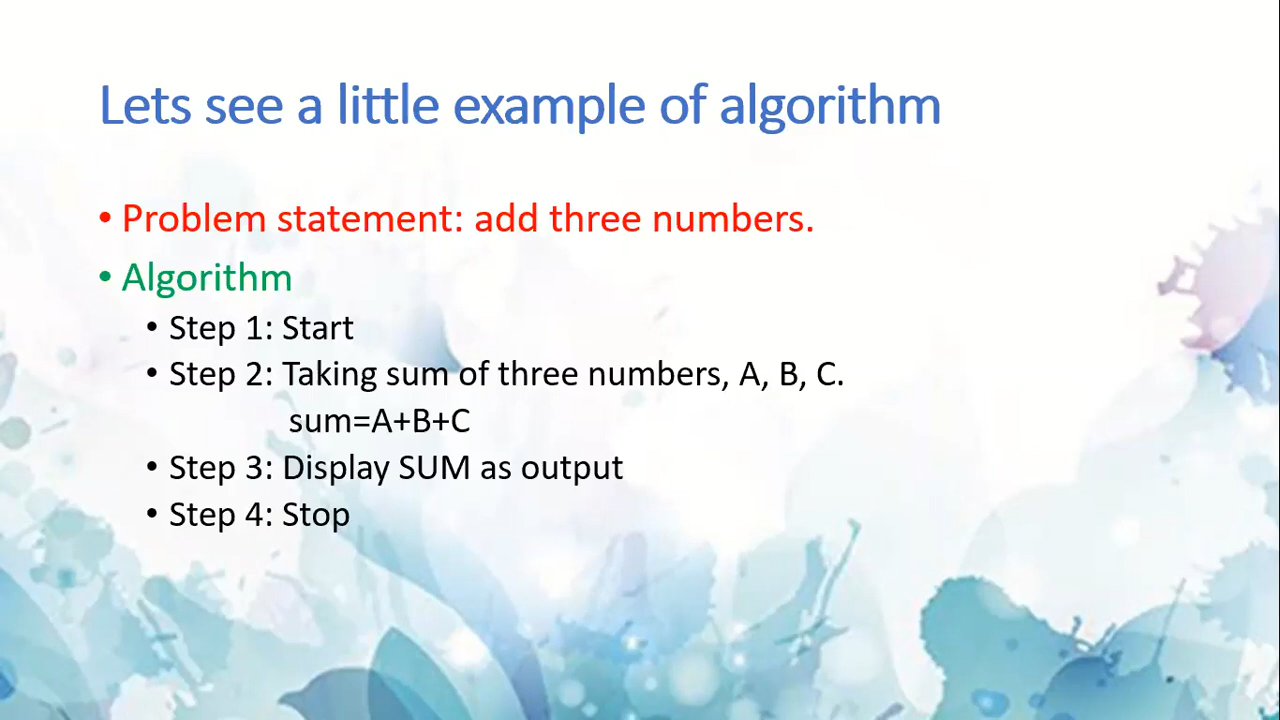 Lets see a little example of algorithm
• Problem statement: add three numbers.
• Algorithm
• Step 1: Start
• Step 2: Taking sum of three numbers, A, B, C.
sum=A+B+C
• Step 3: Display SUM as output
• Step 4: Stop